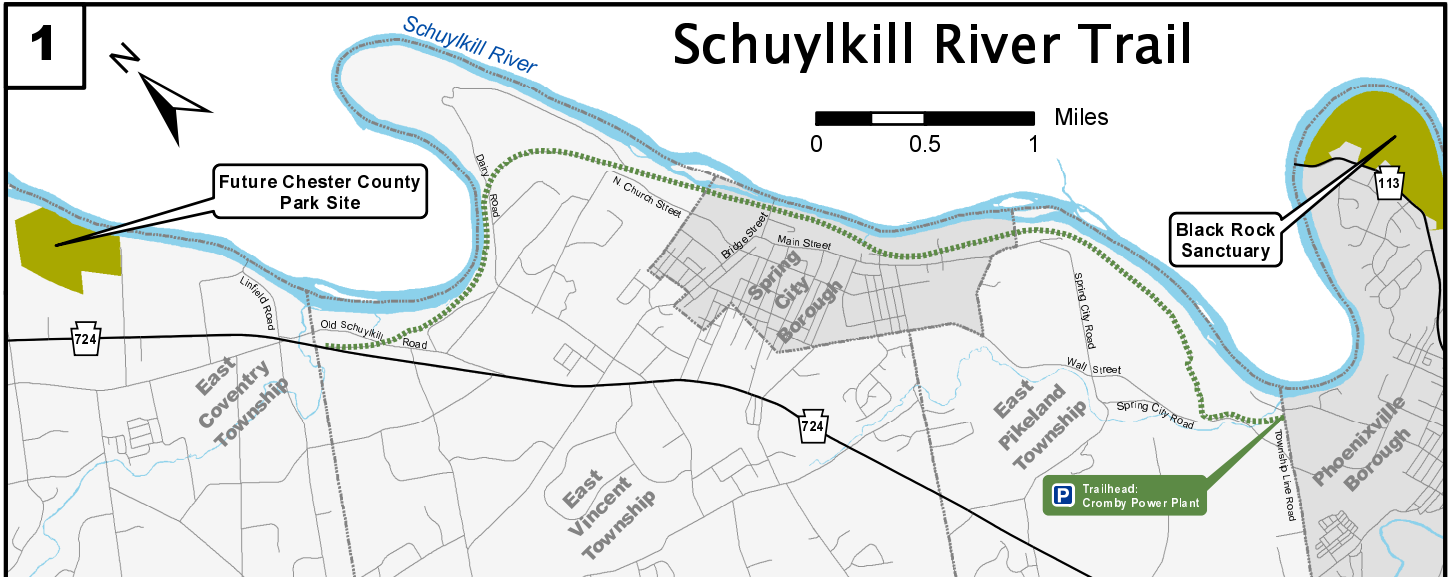 1
N
Schuylkill River
Schuylkill River Trail
0
0.5
1
Miles
Future Chester County
Park Site
Dairy
Road
N. Church Street
Bridge Street
Main Street
Spring
City
Borough
113
Black Rock
Sanctuary
Linfield Road
Old Schuylkill
Road
724
East
Coventry
Township
Spring City Road
Wall Street
Spring City Road
East
Pikeland
Township
724
Phoenixville
Borough
Township Line Road
East
Vincent
Township
P
Trailhead:
Cromby Power Plant